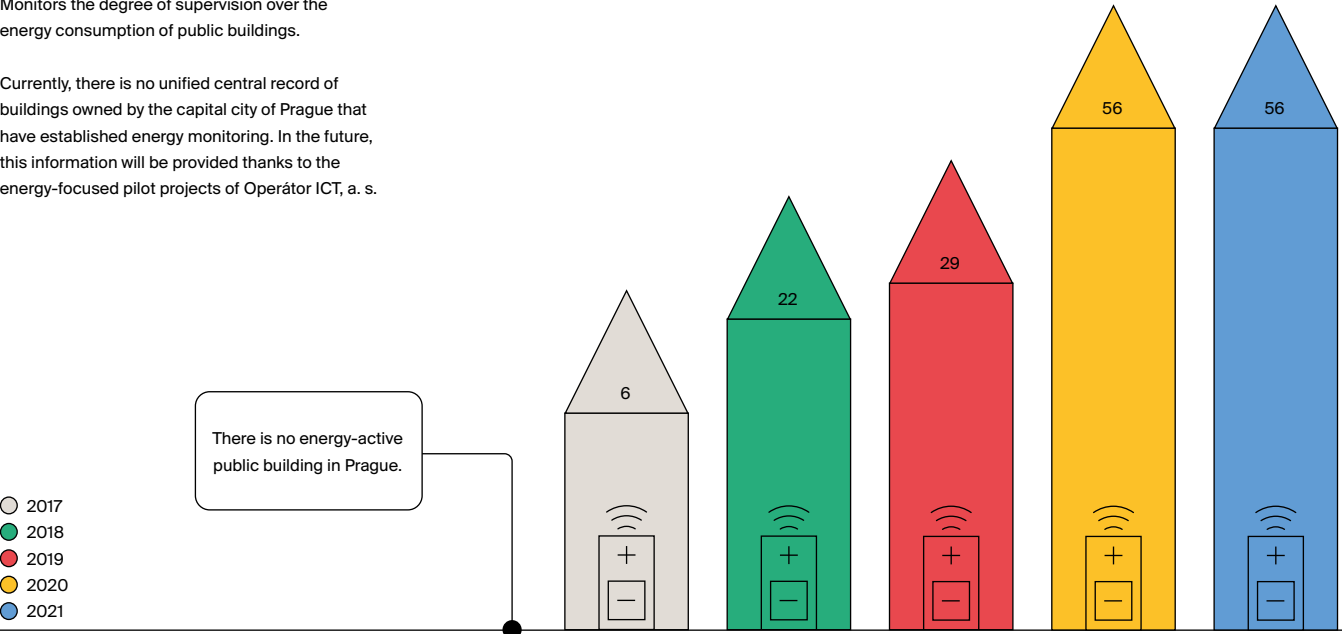 Monitors the degree of supervision over the
energy consumption of public buildings.
Currently, there is no unified central record of
buildings owned by the capital city of Prague that
have established energy monitoring. In the future,
this information will be provided thanks to the
energy-focused pilot projects of Operátor ICT, a. s.
56
56
29
22
6
There is no energy-active
public building in Prague.
2017
2018
2019
2020
2021
+
+
+
+
+
−
−
−
−
−